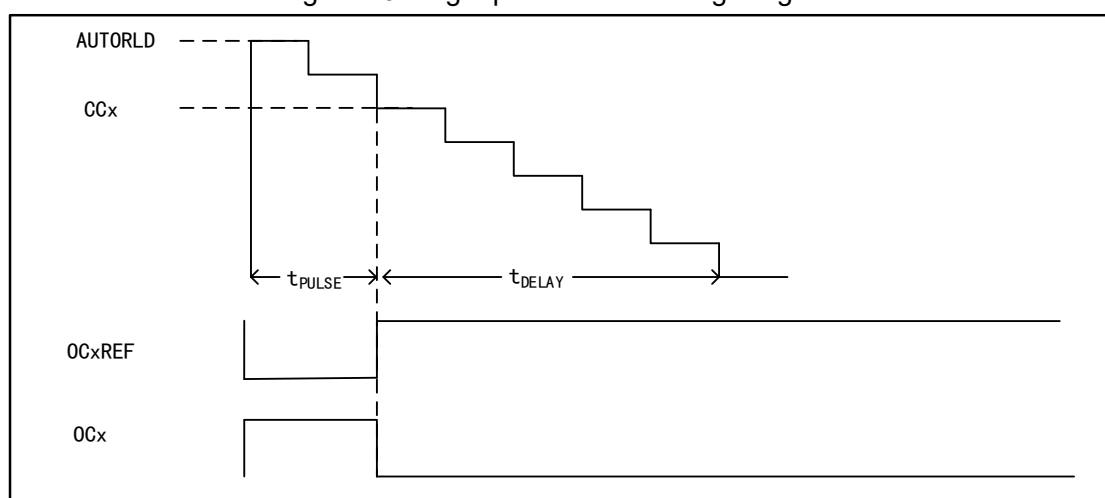 AUTORLD
CCx
tPULSE
tDELAY
OCxREF
OCx